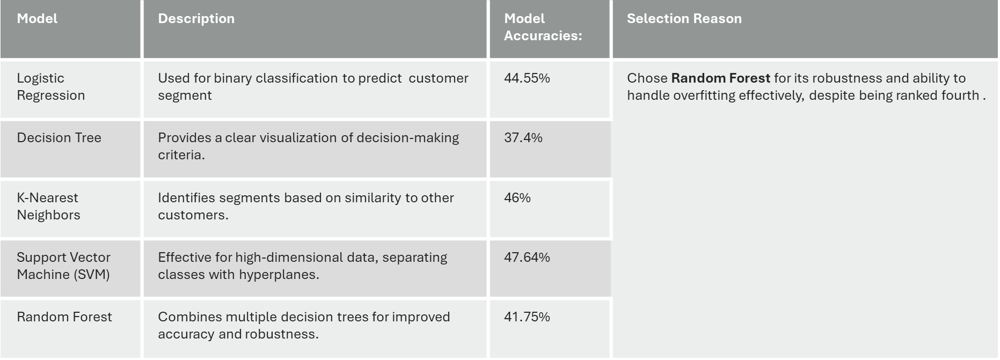 Model
Description
Model
Accuracies:
Selection Reason
Logistic
Regression
Used for binary classification to predict  customer
segment
44.55%
Chose Random Forest for its robustness and ability to
handle overfitting effectively, despite being ranked fourth .
Decision Tree
Provides a clear visualization of decision-making
criteria.
37.4%
K-Nearest
Neighbors
Identifies segments based on similarity to other
customers.
46%
Support Vector
Machine (SVM)
Effective for high-dimensional data, separating
classes with hyperplanes.
47.64%
Random Forest
Combines multiple decision trees for improved
accuracy and robustness.
41.75%